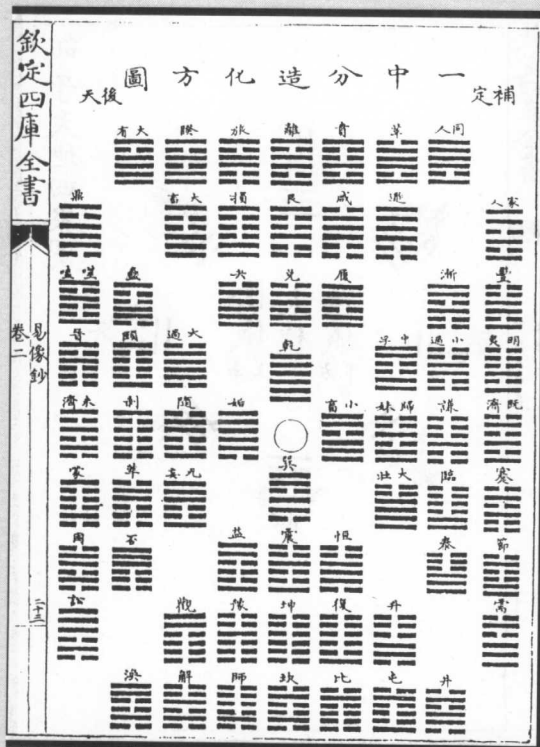 欽定四庫全書
易像鈔
卷二
二十三
補定
一中分造化方圖
後天
同人 革 賁 離 旅 睽 大有
家人 遯 咸 艮 損 大畜 鼎
豐 漸 履 兌 夬 蠱 噬嗑
明夷 小過 中孚 乾 大過 頤 晉
既濟 謙 歸妹 小畜 姤 隨 剝 未濟
蹇 臨 大壯 巽 无妄 萃 蒙
節 泰 恒 震 益 否 困
需 升 復 坤 豫 觀 訟
井 屯 比 坎 師 解 渙